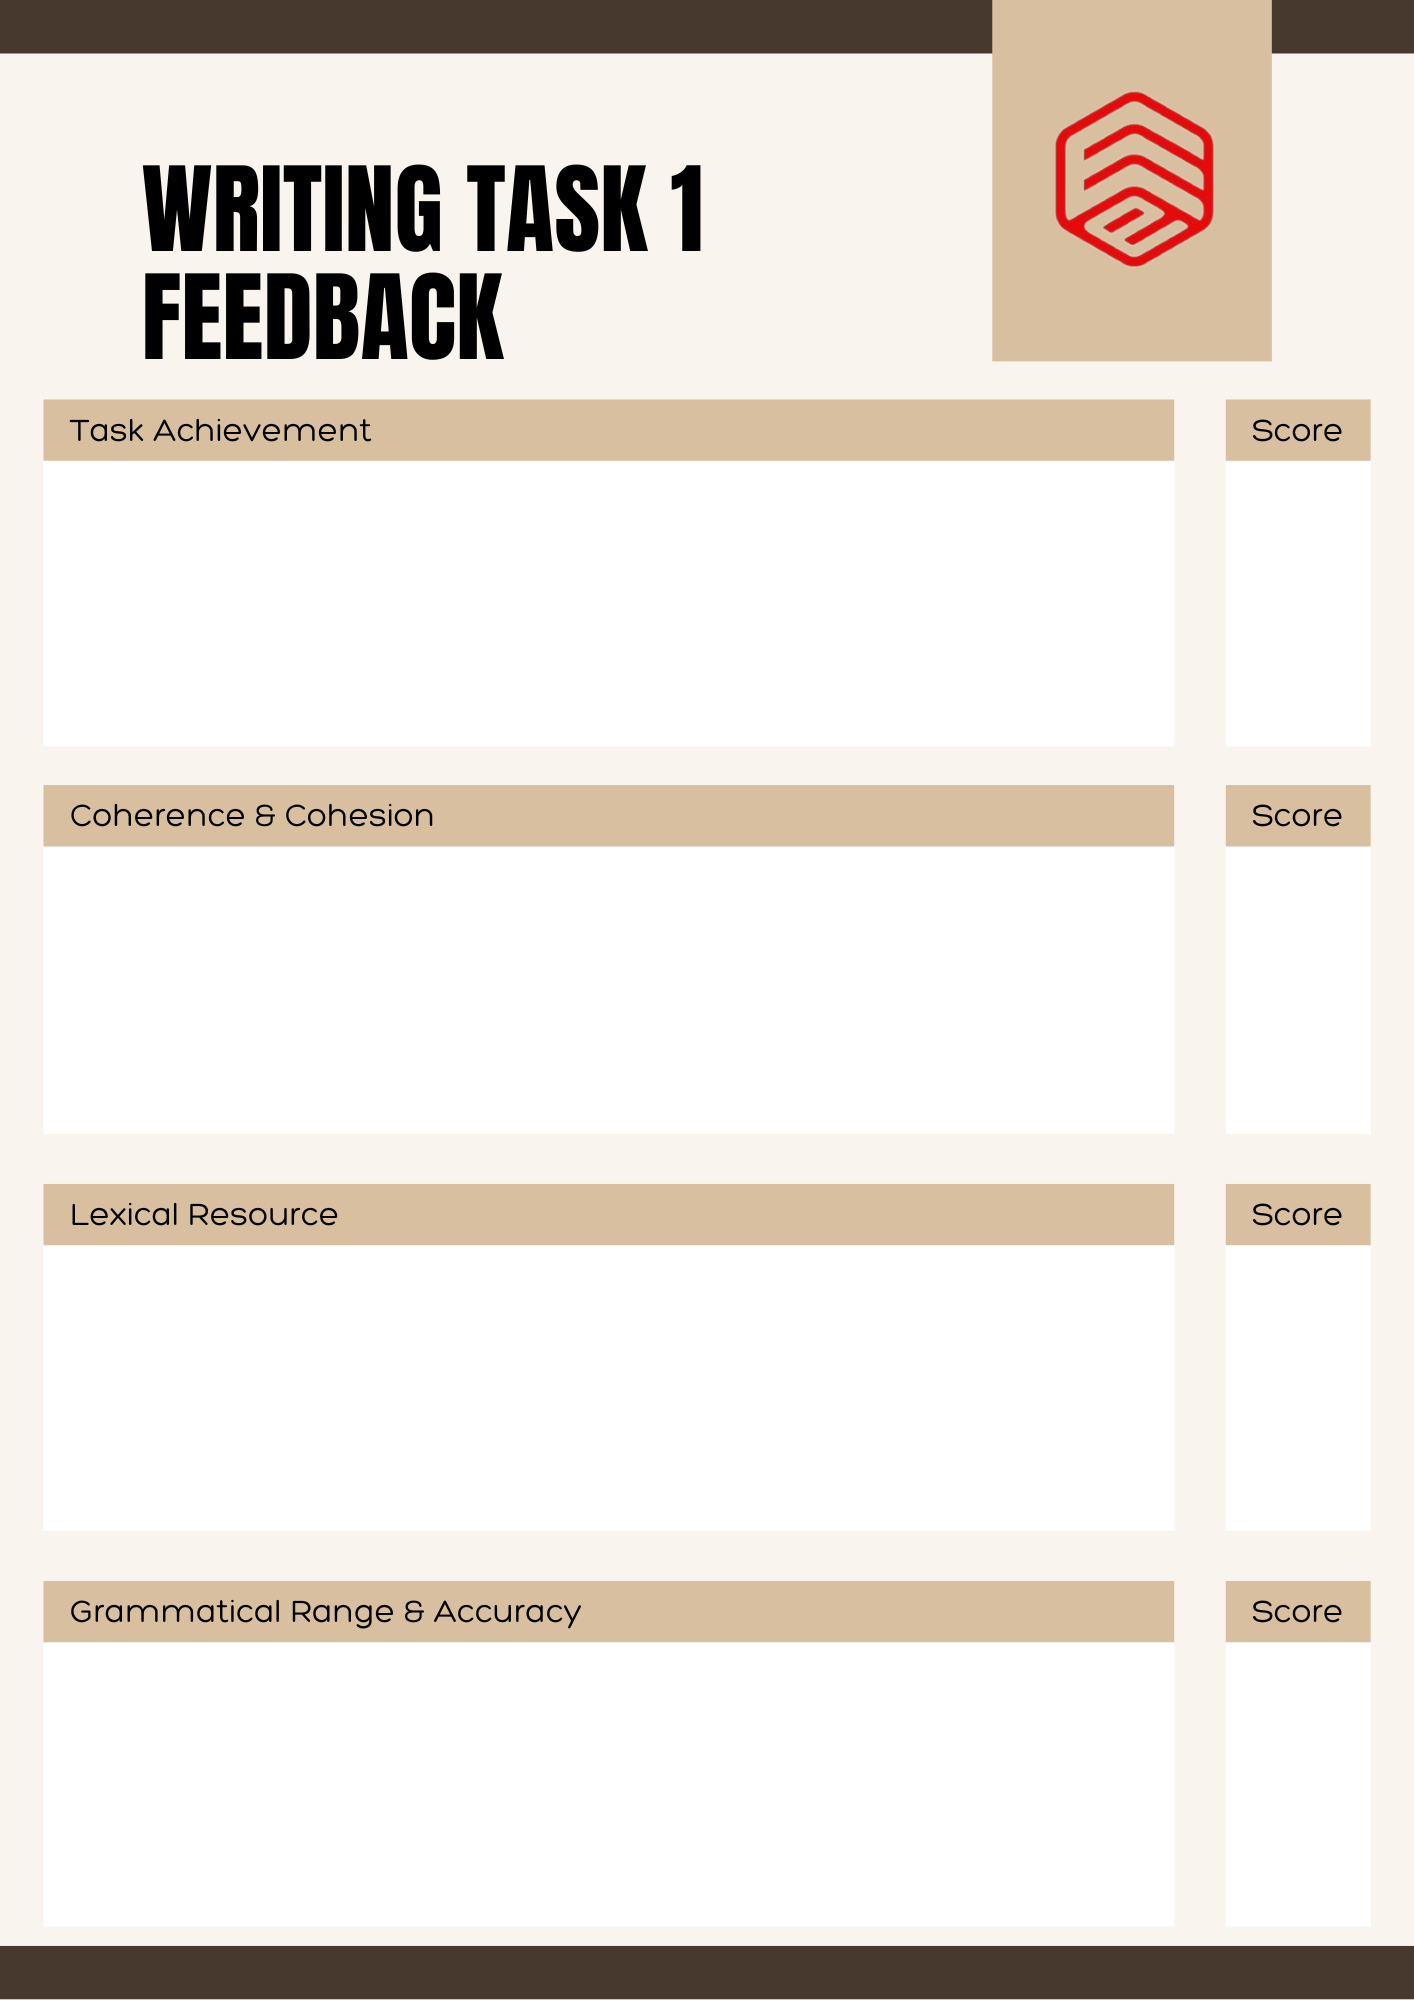 WRITING TASK 1
FEEDBACK
Task Achievement
Score
Coherence & Cohesion
Score
Lexical Resource
Score
Grammatical Range & Accuracy
Score